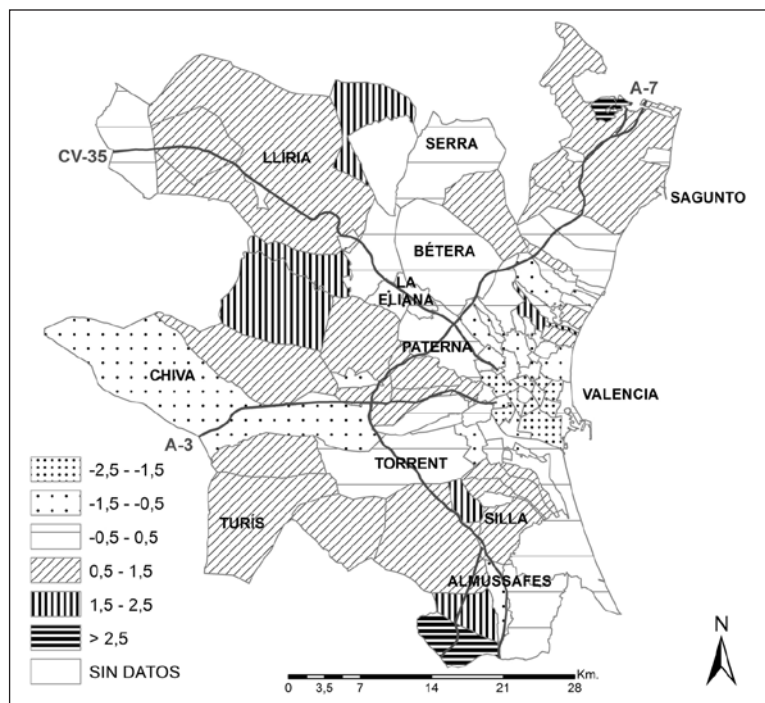 A-7
CV-35
LLÍRIA
SERRA
SAGUNTO
BÉTERA
LA
ELIANA
PATERNA
CHIVA
VALENCIA
A-3
TORRENT
TURÍS
SILLA
ALMUSSAFES
-2,5 - -1,5
-1,5 - -0,5
-0,5 - 0,5
0,5 - 1,5
1,5 - 2,5
> 2,5
SIN DATOS
N
Km.
0 3,5 7 14 21 28